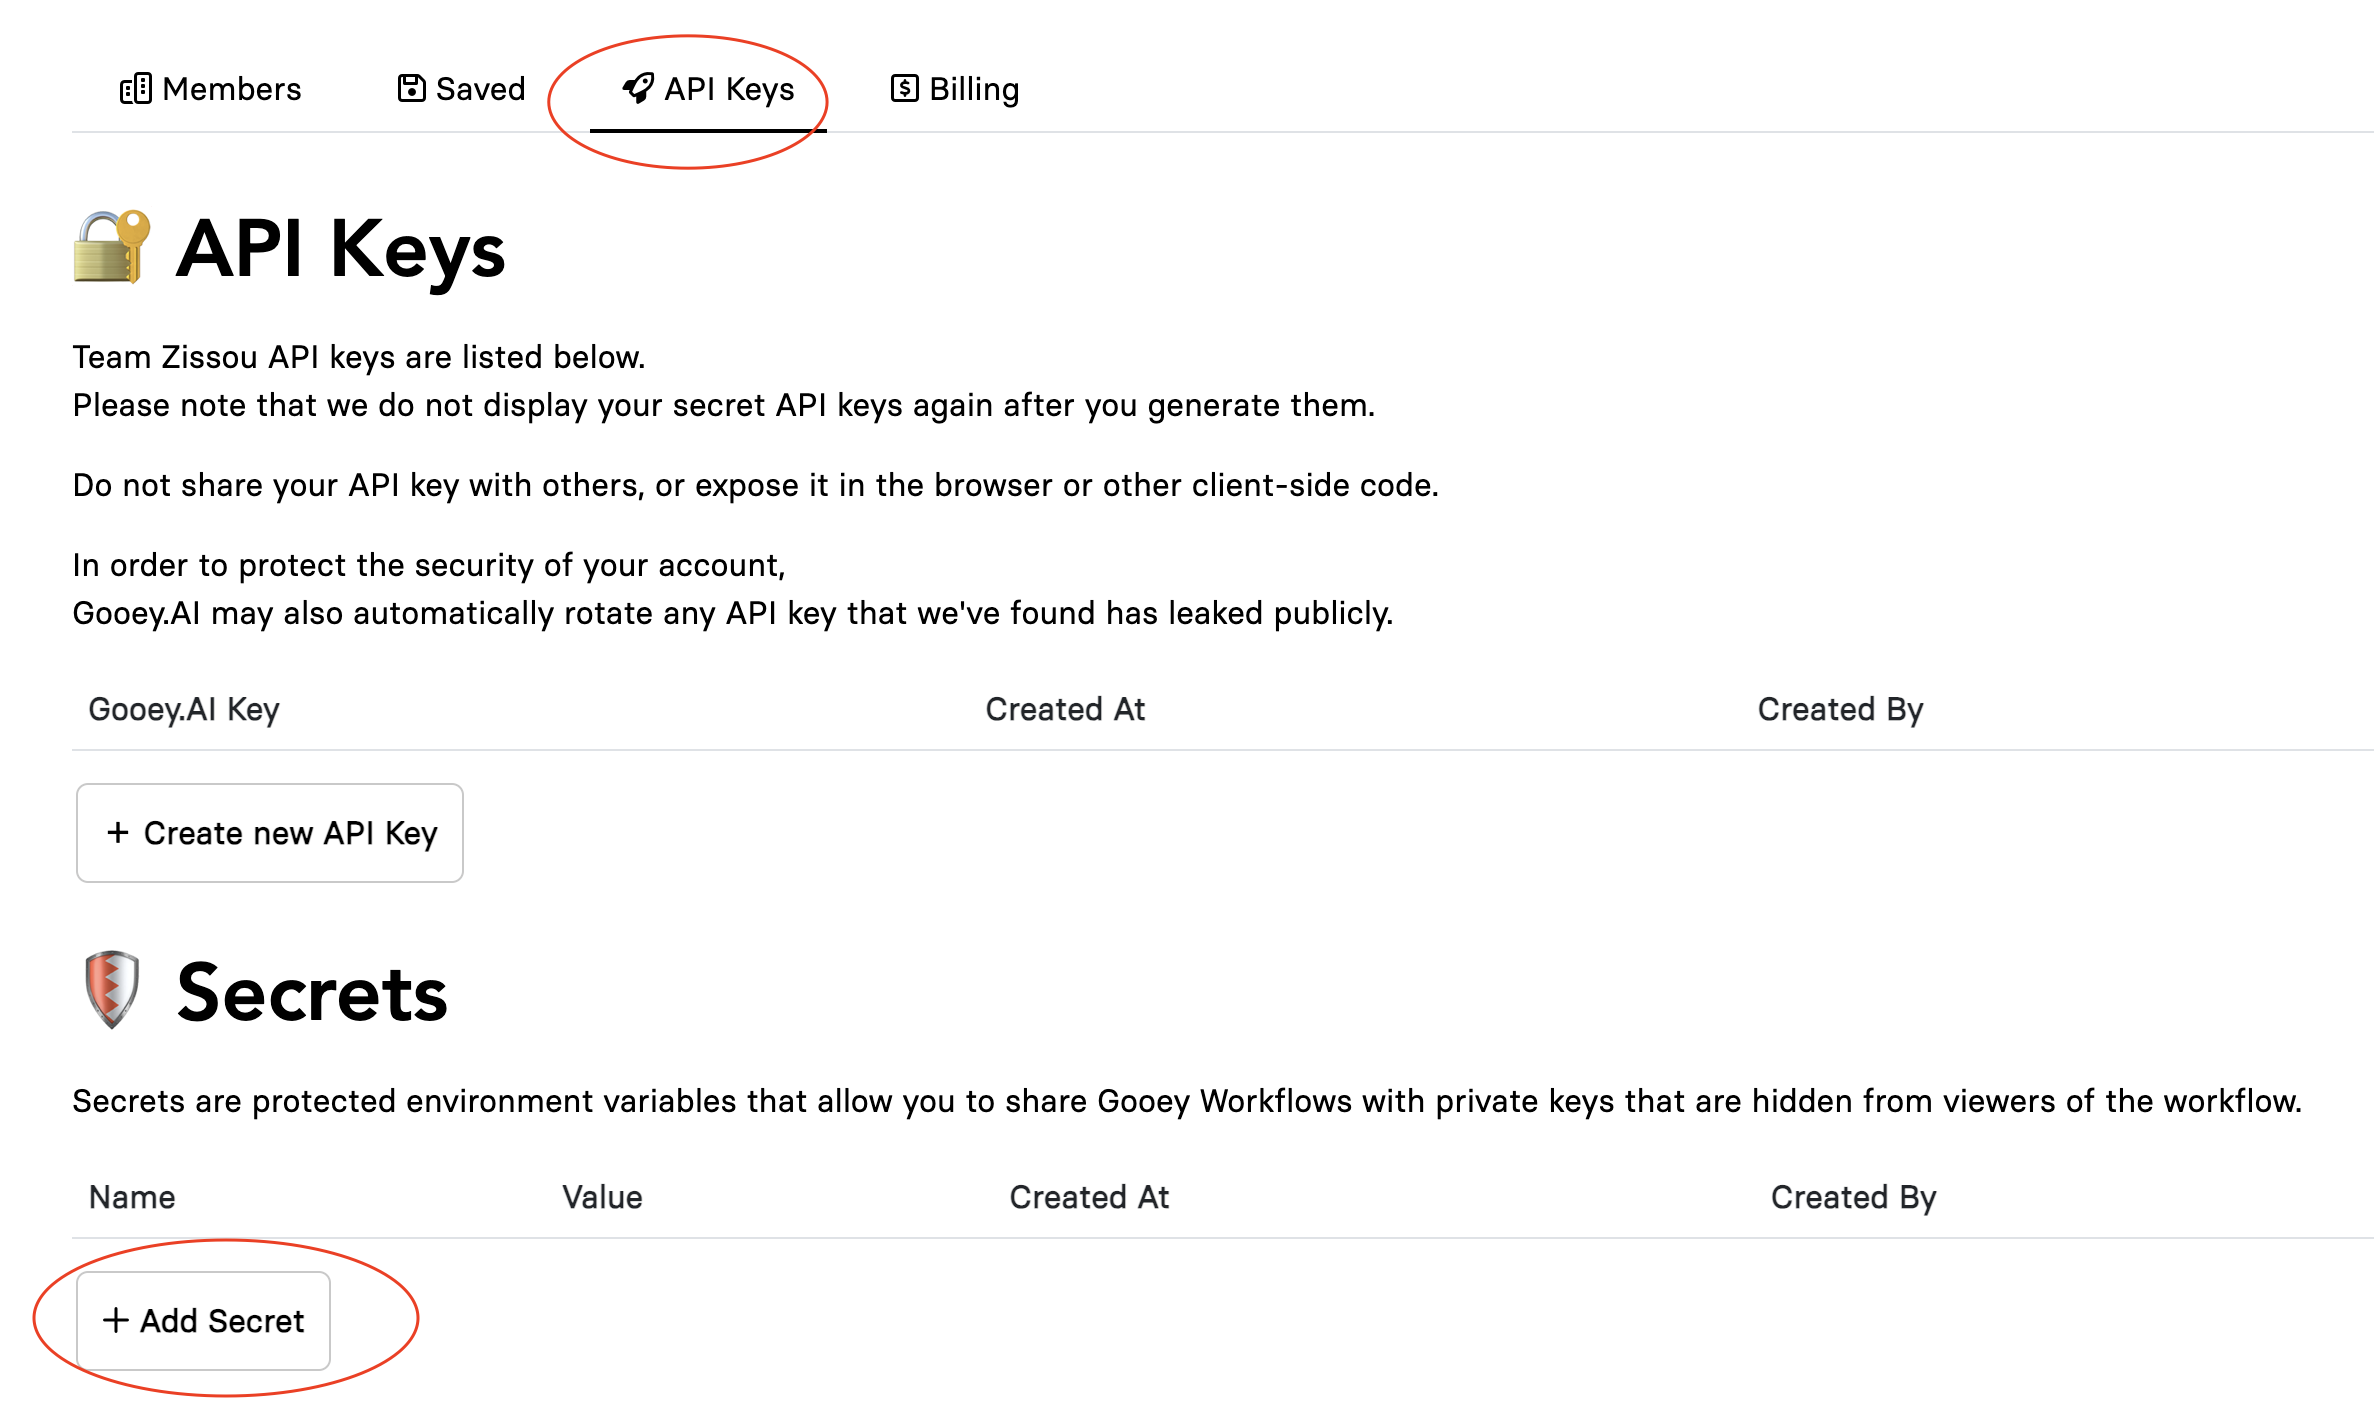 Members Saved API Keys Billing
API Keys
Team Zissou API keys are listed below.
Please note that we do not display your secret API keys again after you generate them.
Do not share your API key with others, or expose it in the browser or other client-side code.
In order to protect the security of your account,
Gooey.AI may also automatically rotate any API key that we've found has leaked publicly.
Gooey.AI Key Created At Created By
+ Create new API Key
Secrets
Secrets are protected environment variables that allow you to share Gooey Workflows with private keys that are hidden from viewers of the workflow.
Name Value Created At Created By
+ Add Secret